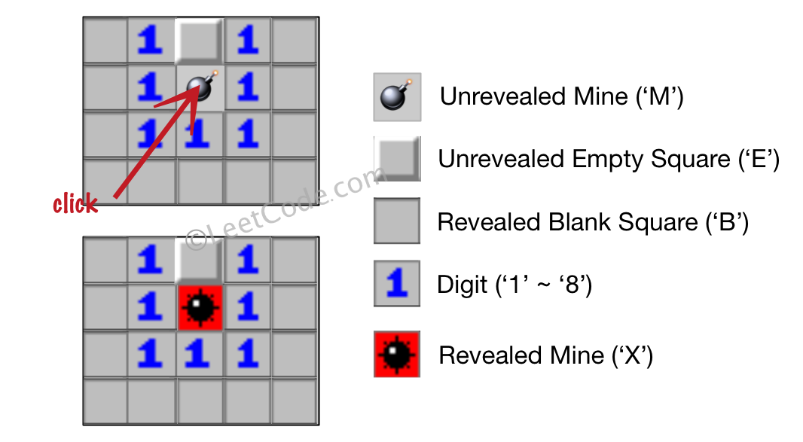 1 1
1 1
1 1 1
click
©LeetCode.com
1 1
1 1
1 1 1
Unrevealed Mine (‘M’)
Unrevealed Empty Square (‘E’)
Revealed Blank Square (‘B’)
1 Digit (‘1’ ~ ‘8’)
Revealed Mine (‘X’)